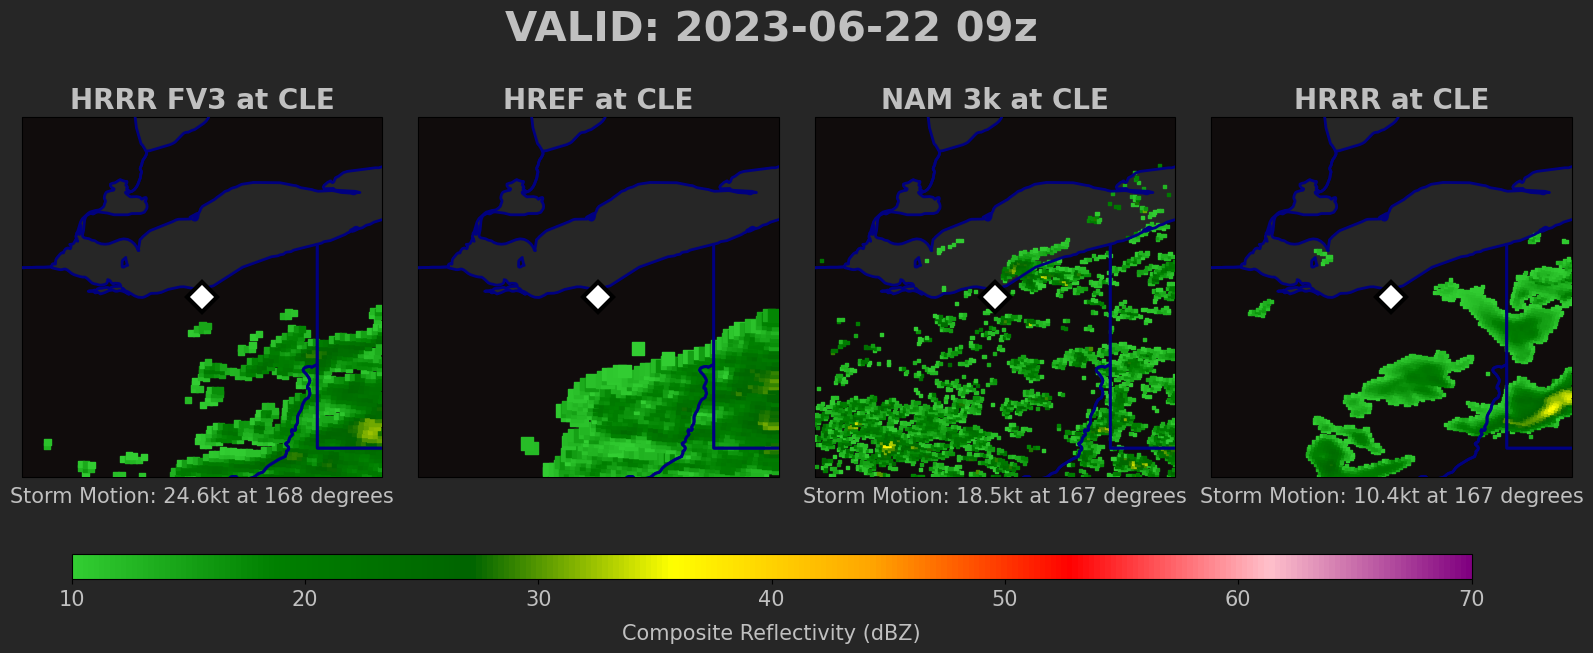 VALID: 2023-06-22 09z
HRRR FV3 at CLE
HREF at CLE
NAM 3k at CLE
HRRR at CLE
Storm Motion: 24.6kt at 168 degrees
Storm Motion: 18.5kt at 167 degrees
Storm Motion: 10.4kt at 167 degrees
10 20 30 40 50 60 70
Composite Reflectivity (dBZ)